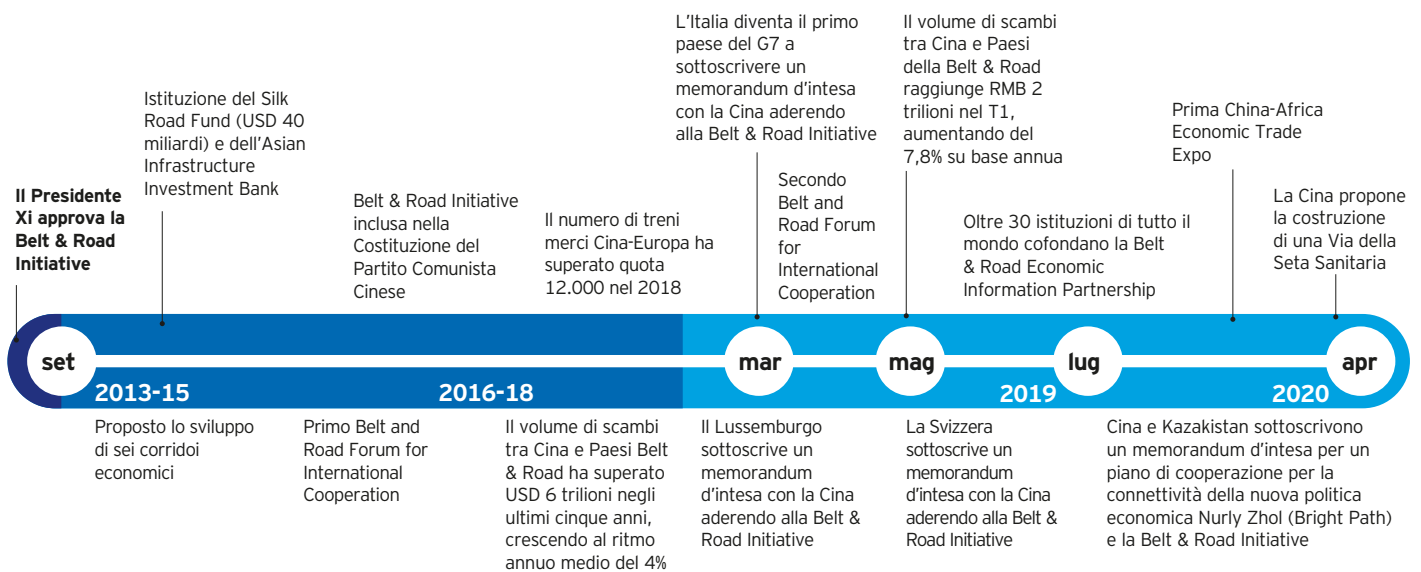 Il Presidente
Xi approva la
Belt & Road
Initiative
Istituzione del Silk
Road Fund (USD 40
miliardi) e dell'Asian
Infrastructure
Investment Bank
Belt & Road Initiative
inclusa nella
Costituzione del
Partito Comunista
Cinese
Il numero di treni
merci Cina-Europa ha
superato quota
12.000 nel 2018
L'Italia diventa il primo
paese del G7 a
sottoscrivere un
memorandum d'intesa
con la Cina aderendo
alla Belt & Road Initiative
Secondo
Belt and
Road Forum
for
International
Cooperation
Il volume di scambi
tra Cina e Paesi
della Belt & Road
raggiunge RMB 2
trilioni nel T1,
aumentando del
7,8% su base annua
Oltre 30 istituzioni di tutto il
mondo cofondano la Belt
& Road Economic
Information Partnership
Prima China-Africa
Economic Trade
Expo
La Cina propone
la costruzione
di una Via della
Seta Sanitaria
set
mar
mag
lug
apr
2013-15
2016-18
2019
2020
Proposto lo sviluppo
di sei corridoi
economici
Primo Belt and
Road Forum for
International
Cooperation
Il volume di scambi
tra Cina e Paesi Belt
& Road ha superato
USD 6 trilioni negli
ultimi cinque anni,
crescendo al ritmo
annuo medio del 4%
Il Lussemburgo
sottoscrive un
memorandum
d'intesa con la Cina
aderendo alla Belt &
Road Initiative
La Svizzera
sottoscrive un
memorandum
d'intesa con la Cina
aderendo alla Belt &
Road Initiative
Cina e Kazakistan sottoscrivono
un memorandum d'intesa per un
piano di cooperazione per la
connettività della nuova politica
economica Nurly Zhol (Bright Path)
e la Belt & Road Initiative